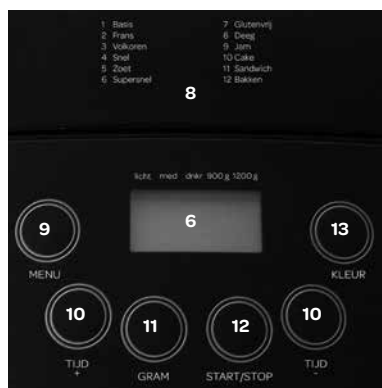 1 Basis
2 Frans
3 Volkoren
4 Snel
5 Zoet
6 Supersnel
7 Glutenvrij
8 Deeg
9 Jam
10 Cake
11 Sandwich
12 Bakken
8
licht med dnkr 900 g 1200 g
6
9
13
MENU
KLEUR
10
11
12
10
TIJD
+
GRAM
START/STOP
TIJD
-